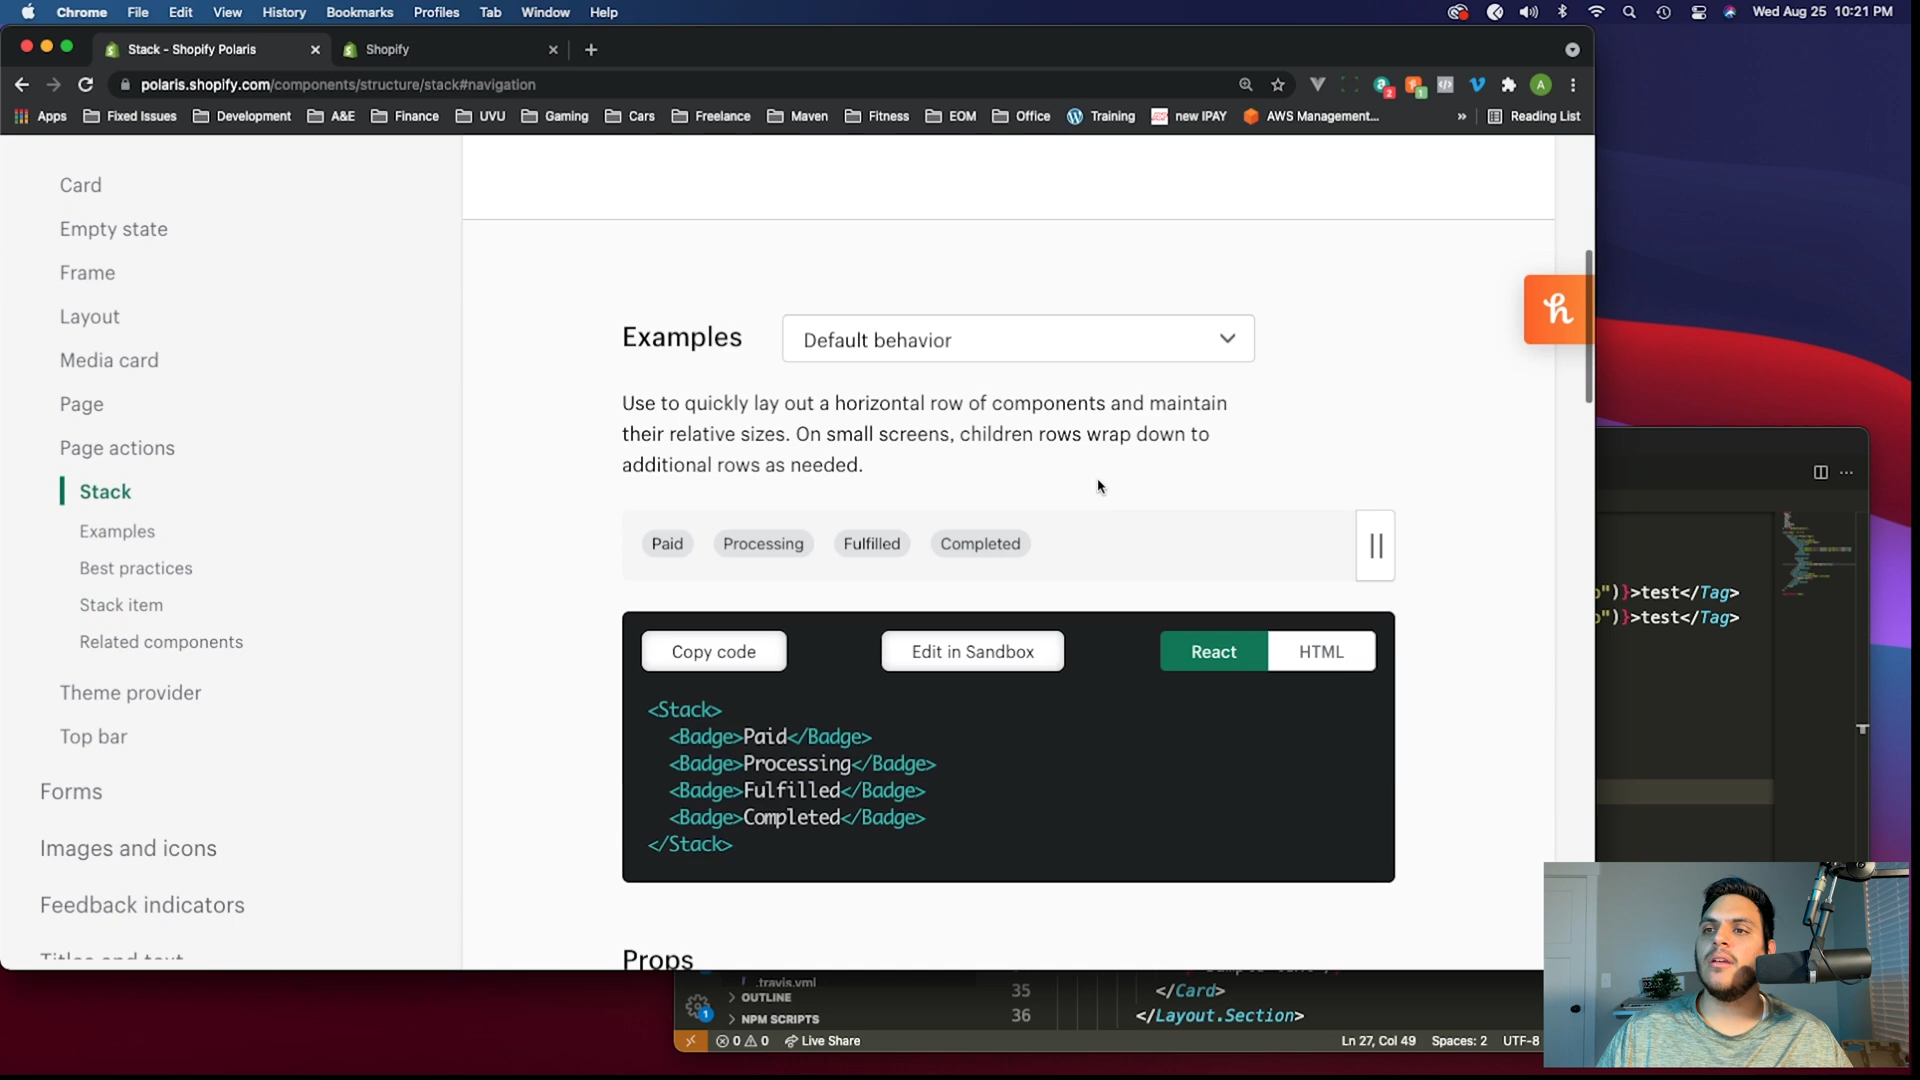 Chrome File Edit View History Bookmarks Profiles Tab Window Help Wed Aug 25 10:21 PM
Stack - Shopify Polaris Shopify
polaris.shopify.com/components/structure/stack#navigation
2 1 A
Apps Fixed Issues Development A&E Finance UVU Gaming Cars Freelance Maven Fitness EOM Office Training new IPAY AWS Management... » Reading List
Card
Empty state
Frame
Layout
Media card
Page
Page actions
Stack
Examples
Best practices
Stack item
Related components
Theme provider
Top bar
Forms
Images and icons
Feedback indicators
Titles and text
Examples Default behavior
Use to quickly lay out a horizontal row of components and maintain
their relative sizes. On small screens, children rows wrap down to
additional rows as needed.
Paid Processing Fulfilled Completed
Copy code Edit in Sandbox React HTML
<Stack>
<Badge>Paid</Badge>
<Badge>Processing</Badge>
<Badge>Fulfilled</Badge>
<Badge>Completed</Badge>
</Stack>
Props
")}>test</Tag>
")}>test</Tag>
.travis.yml
OUTLINE
NPM SCRIPTS
1
35 </Card>
36 </Layout.Section>
0 0 Live Share Ln 27, Col 49 Spaces: 2 UTF-8